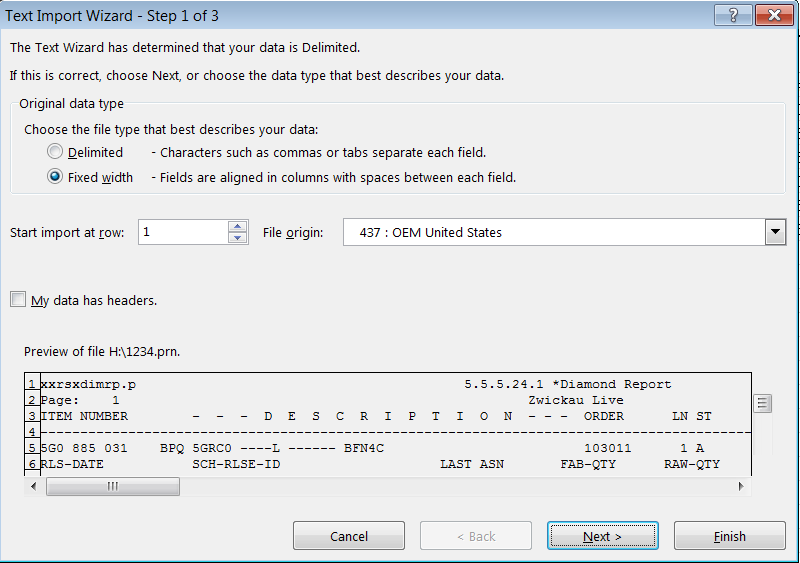 Text Import Wizard - Step 1 of 3
The Text Wizard has determined that your data is Delimited.
If this is correct, choose Next, or choose the data type that best describes your data.
Original data type
Choose the file type that best describes your data:
Delimited - Characters such as commas or tabs separate each field.
Fixed width - Fields are aligned in columns with spaces between each field.
Start import at row: 1 File origin: 437 : OEM United States
My data has headers.
Preview of file H:\1234.prn.
1 xxrsxdimrp.p 5.5.5.24.1 *Diamond Report
2 Page: 1 Zwickau Live
3 ITEM NUMBER - - - D E S C R I P T I O N - - - ORDER LN ST
4 -----------------------------------------------------------------------------------------
5 5G0 885 031 BPQ 5GRC0 ----L ------ BFN4C 103011 1 A
6 RLS-DATE SCH-RLSE-ID LAST ASN FAB-QTY RAW-QTY
Cancel < Back Next > Finish